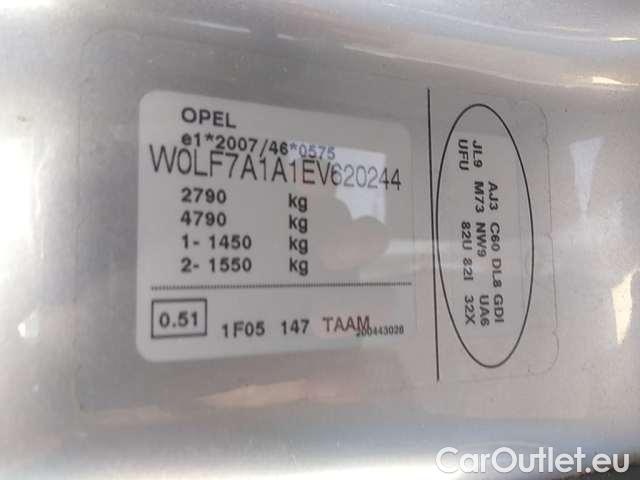 OPEL
e1*2007/46*0575
W0LF7A1A1EV620244
2790 kg
4790 kg
1- 1450 kg
2- 1550 kg
0.51 1F05 147 TAAM
200443028
AJ3 C60 DL8 GDI
JL9 M73 NW9 UA6
UFU 82U 82I 32X
CarOutlet.eu